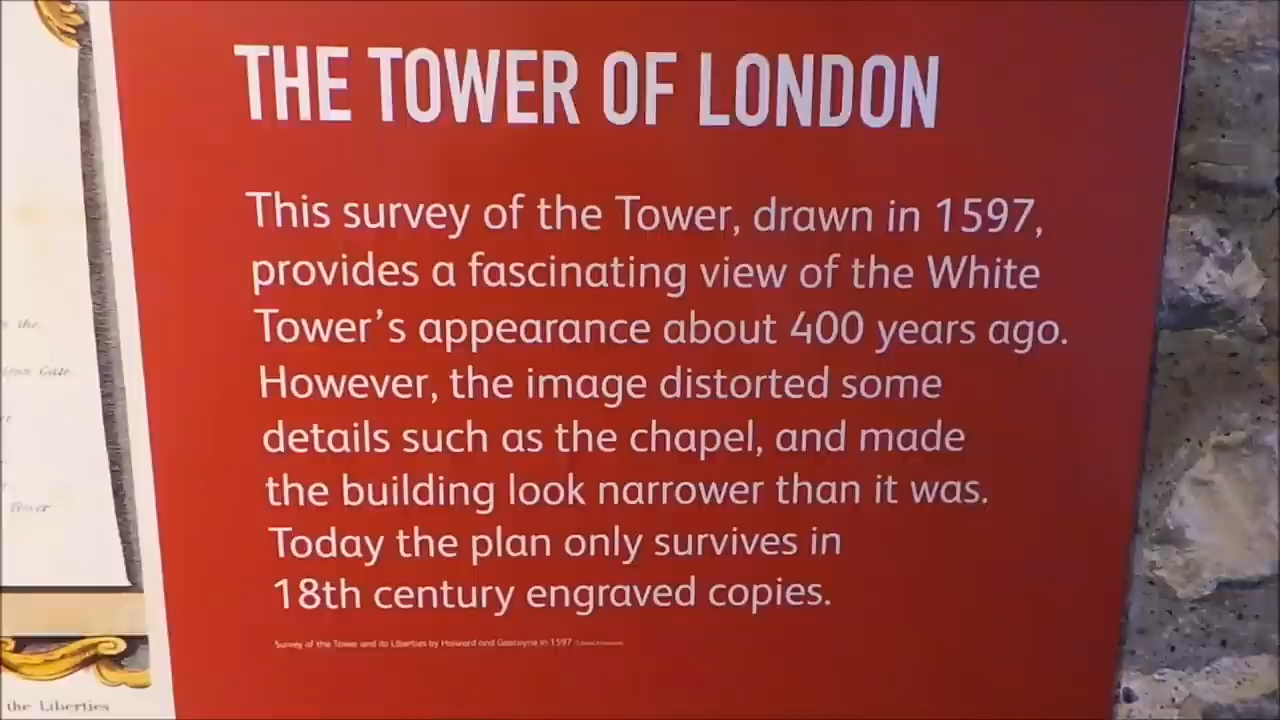 THE TOWER OF LONDON
This survey of the Tower, drawn in 1597,
provides a fascinating view of the White
Tower's appearance about 400 years ago.
However, the image distorted some
details such as the chapel, and made
the building look narrower than it was.
Today the plan only survives in
18th century engraved copies.
Survey of the Tower and its Liberties by Howard and Gascoyne in 1597
the
Iron Gate
Tower
the Liberties